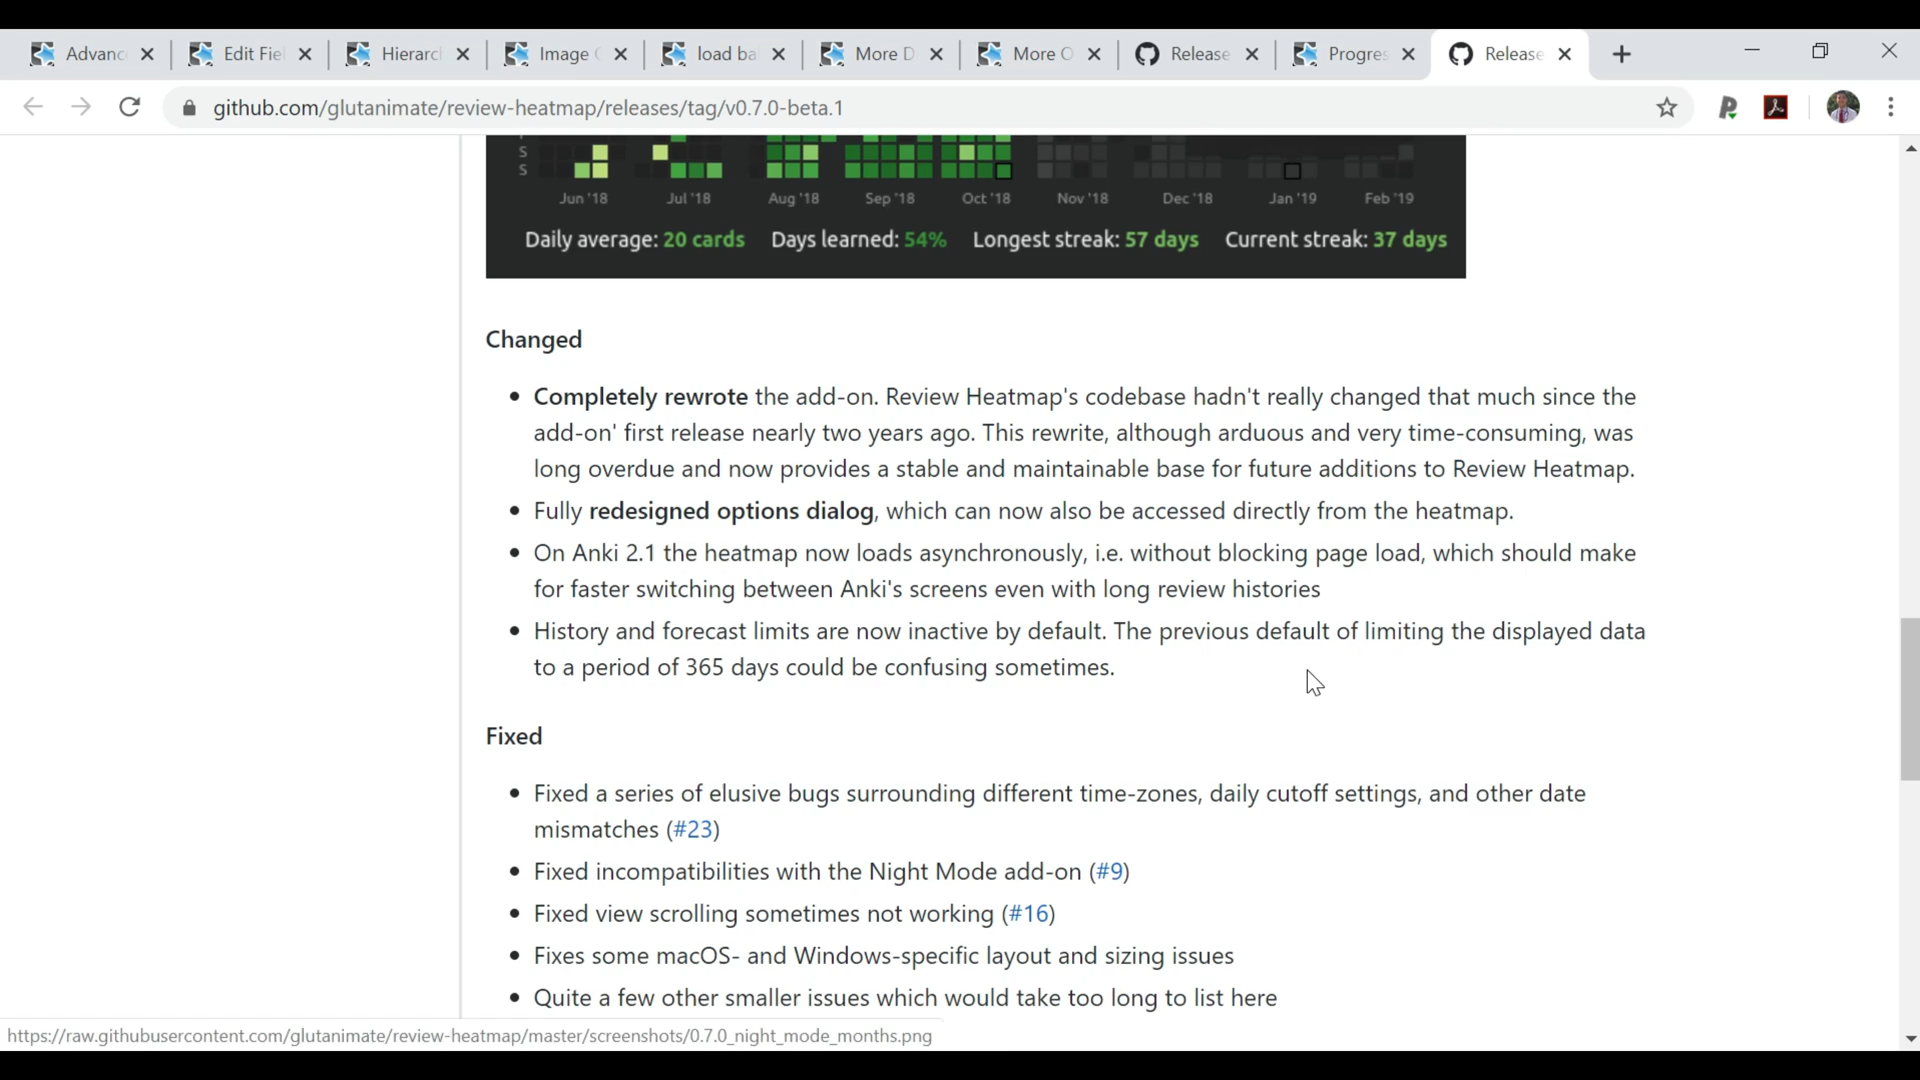 Advanc
Edit Fie
Hierarc
Image
load ba
More D
More O
Release
Progres
Release
github.com/glutanimate/review-heatmap/releases/tag/v0.7.0-beta.1
S
S
Jun '18 Jul '18 Aug '18 Sep '18 Oct '18 Nov '18 Dec '18 Jan '19 Feb '19
Daily average: 20 cards Days learned: 54% Longest streak: 57 days Current streak: 37 days
Changed
Completely rewrote the add-on. Review Heatmap's codebase hadn't really changed that much since the
add-on' first release nearly two years ago. This rewrite, although arduous and very time-consuming, was
long overdue and now provides a stable and maintainable base for future additions to Review Heatmap.
Fully redesigned options dialog, which can now also be accessed directly from the heatmap.
On Anki 2.1 the heatmap now loads asynchronously, i.e. without blocking page load, which should make
for faster switching between Anki's screens even with long review histories
History and forecast limits are now inactive by default. The previous default of limiting the displayed data
to a period of 365 days could be confusing sometimes.
Fixed
Fixed a series of elusive bugs surrounding different time-zones, daily cutoff settings, and other date
mismatches (#23)
Fixed incompatibilities with the Night Mode add-on (#9)
Fixed view scrolling sometimes not working (#16)
Fixes some macOS- and Windows-specific layout and sizing issues
Quite a few other smaller issues which would take too long to list here
https://raw.githubusercontent.com/glutanimate/review-heatmap/master/screenshots/0.7.0_night_mode_months.png